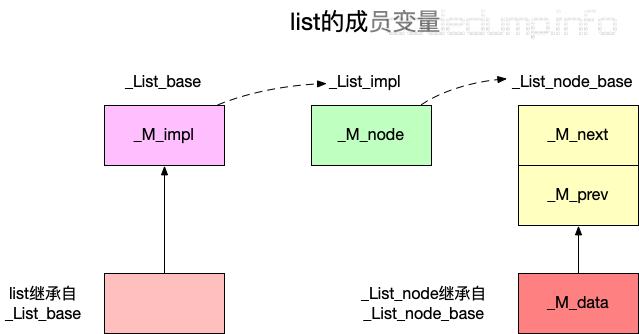 list的成员变量
codedump.info
_List_base
_List_impl
_List_node_base
_M_impl
_M_node
_M_next
_M_prev
list继承自
_List_base
_List_node继承自
_List_node_base
_M_data